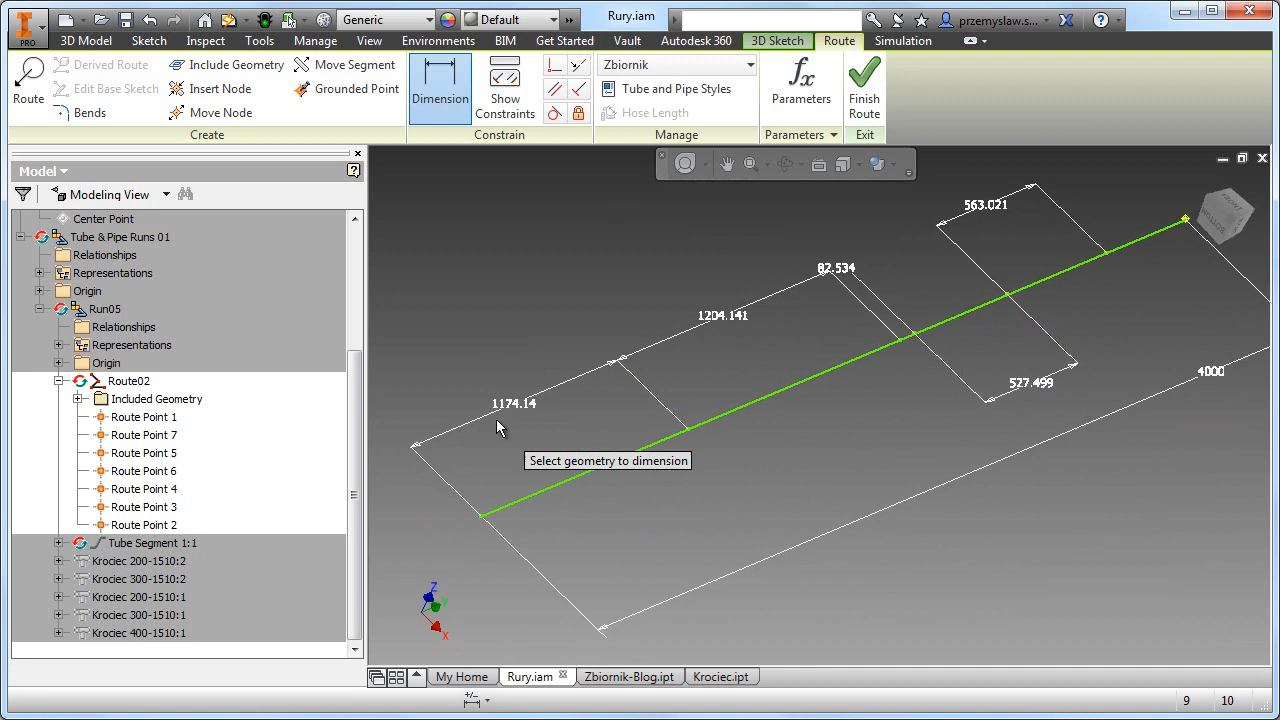 PRO
Generic
Default
Rury.iam
przemyslaw.s...
3D Model
Sketch
Inspect
Tools
Manage
View
Environments
BIM
Get Started
Vault
Autodesk 360
3D Sketch
Route
Simulation
Route
Derived Route
Edit Base Sketch
Bends
Include Geometry
Insert Node
Move Node
Move Segment
Grounded Point
Create
Dimension
Show
Constraints
Constrain
Zbiornik
Tube and Pipe Styles
Hose Length
Manage
fx
Parameters
Parameters
Finish
Route
Exit
Model
Modeling View
Center Point
Tube & Pipe Runs 01
Relationships
Representations
Origin
Run05
Relationships
Representations
Origin
Route02
Included Geometry
Route Point 1
Route Point 7
Route Point 5
Route Point 6
Route Point 4
Route Point 3
Route Point 2
Tube Segment 1:1
Krociec 200-1510:2
Krociec 300-1510:2
Krociec 200-1510:1
Krociec 300-1510:1
Krociec 400-1510:1
563.021
82.534
1204.141
1174.14
527.499
4000
Select geometry to dimension
FRONT
BOTTOM
Z
Y
X
My Home
Rury.iam
Zbiornik-Blog.ipt
Krociec.ipt
9
10